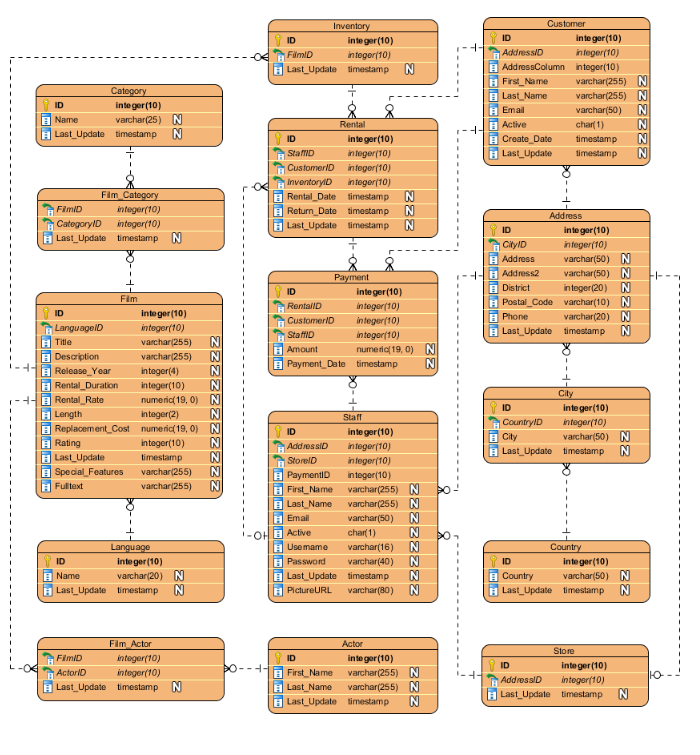 Inventory
ID integer(10)
FilmID integer(10)
Last_Update timestamp N
Customer
ID integer(10)
AddressID integer(10)
AddressColumn integer(10)
First_Name varchar(255) N
Last_Name varchar(255) N
Email varchar(50) N
Active char(1) N
Create_Date timestamp N
Last_Update timestamp N
Category
ID integer(10)
Name varchar(25) N
Last_Update timestamp N
Rental
ID integer(10)
StaffID integer(10)
CustomerID integer(10)
InventoryID integer(10)
Rental_Date timestamp N
Return_Date timestamp N
Last_Update timestamp N
Film_Category
FilmID integer(10)
CategoryID integer(10)
Last_Update timestamp N
Address
ID integer(10)
CityID integer(10)
Address varchar(50) N
Address2 varchar(50) N
District integer(20) N
Postal_Code varchar(10) N
Phone varchar(20) N
Last_Update timestamp N
Film
ID integer(10)
LanguageID integer(10)
Title varchar(255) N
Description varchar(255) N
Release_Year integer(4) N
Rental_Duration integer(10) N
Rental_Rate numeric(19, 0) N
Length integer(2) N
Replacement_Cost numeric(19, 0) N
Rating integer(10) N
Last_Update timestamp N
Special_Features varchar(255) N
Fulltext varchar(255) N
Payment
ID integer(10)
RentalID integer(10)
CustomerID integer(10)
StaffID integer(10)
Amount numeric(19, 0) N
Payment_Date timestamp N
City
ID integer(10)
CountryID integer(10)
City varchar(50) N
Last_Update timestamp N
Staff
ID integer(10)
AddressID integer(10)
StoreID integer(10)
PaymentID integer(10)
First_Name varchar(255) N
Last_Name varchar(255) N
Email varchar(50) N
Active char(1) N
Username varchar(16) N
Password varchar(40) N
Last_Update timestamp N
PictureURL varchar(80) N
Language
ID integer(10)
Name varchar(20) N
Last_Update timestamp N
Country
ID integer(10)
Country varchar(50) N
Last_Update timestamp N
Film_Actor
FilmID integer(10)
ActorID integer(10)
Last_Update timestamp N
Actor
ID integer(10)
First_Name varchar(255) N
Last_Name varchar(255) N
Last_Update timestamp N
Store
ID integer(10)
AddressID integer(10)
Last_Update timestamp N